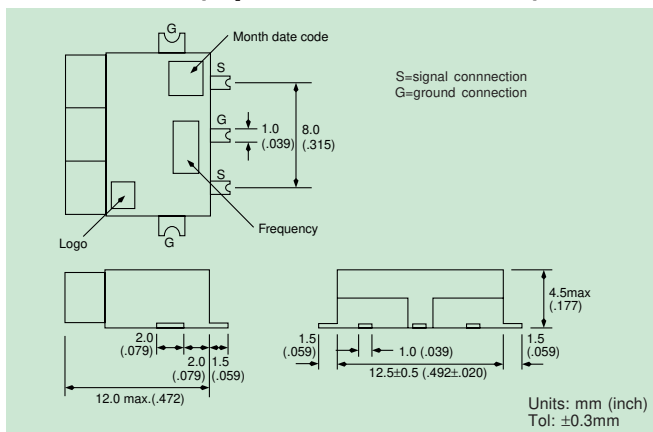 G
Month date code
S
S=signal connnection
G=ground connection
G
1.0
(.039)
8.0
(.315)
S
Frequency
Logo
G
4.5max
(.177)
2.0
(.079)
2.0
(.079)
1.5
(.059)
12.0 max.(.472)
1.5
(.059)
1.0 (.039)
1.5
(.059)
12.5±0.5 (.492±.020)
Units: mm (inch)
Tol: ±0.3mm